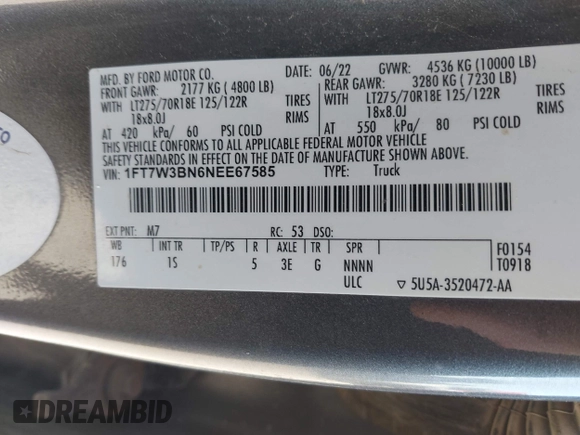 MFD. BY FORD MOTOR CO.
DATE: 06/22
GVWR: 4536 KG (10000 LB)
FRONT GAWR: 2177 KG ( 4800 LB)
REAR GAWR: 3280 KG ( 7230 LB)
WITH LT275/70R18E 125/122R TIRES
18x8.0J RIMS
AT 420 kPa/ 60 PSI COLD
WITH LT275/70R18E 125/122R TIRES
18x8.0J RIMS
AT 550 kPa/ 80 PSI COLD
THIS VEHICLE CONFORMS TO ALL APPLICABLE FEDERAL MOTOR VEHICLE
SAFETY STANDARDS IN EFFECT ON THE DATE OF MANUFACTURE SHOWN ABOVE.
VIN: 1FT7W3BN6NEE67585
TYPE: Truck
EXT PNT: M7 RC: 53 DSO:
WB INT TR TP/PS R AXLE TR SPR
176 1S 5 3E G NNNN
ULC
F0154
T0918
▽ 5U5A-3520472-AA
DREAMBID